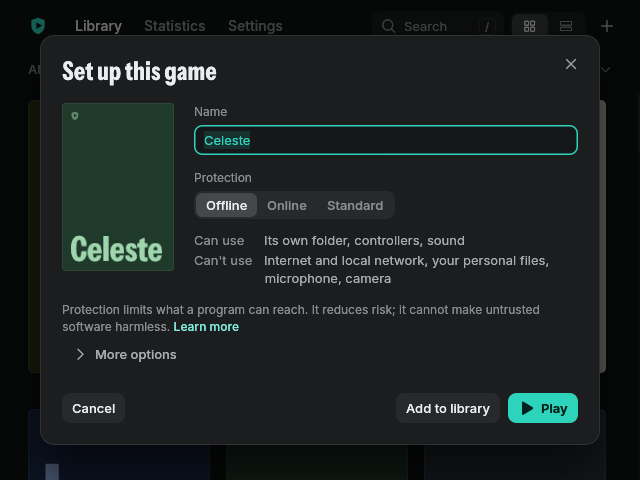 Library
Statistics
Settings
Search
/
Set up this game
Name
Celeste
Protection
Offline
Online
Standard
Can use
Its own folder, controllers, sound
Can't use
Internet and local network, your personal files,
microphone, camera
Celeste
Protection limits what a program can reach. It reduces risk; it cannot make untrusted
software harmless. Learn more
More options
Cancel
Add to library
Play